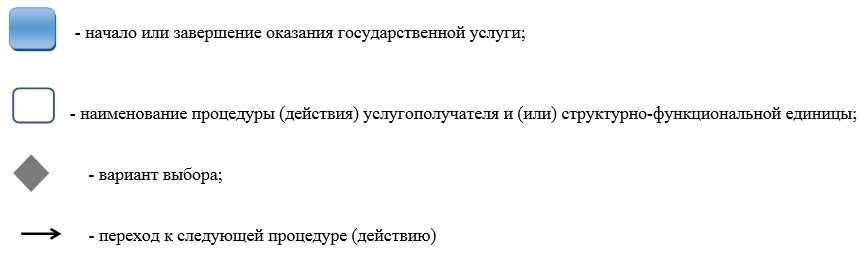 - начало или завершение оказания государственной услуги;
- наименование процедуры (действия) услугополучателя и (или) структурно-функциональной единицы;
- вариант выбора;
- переход к следующей процедуре (действию)